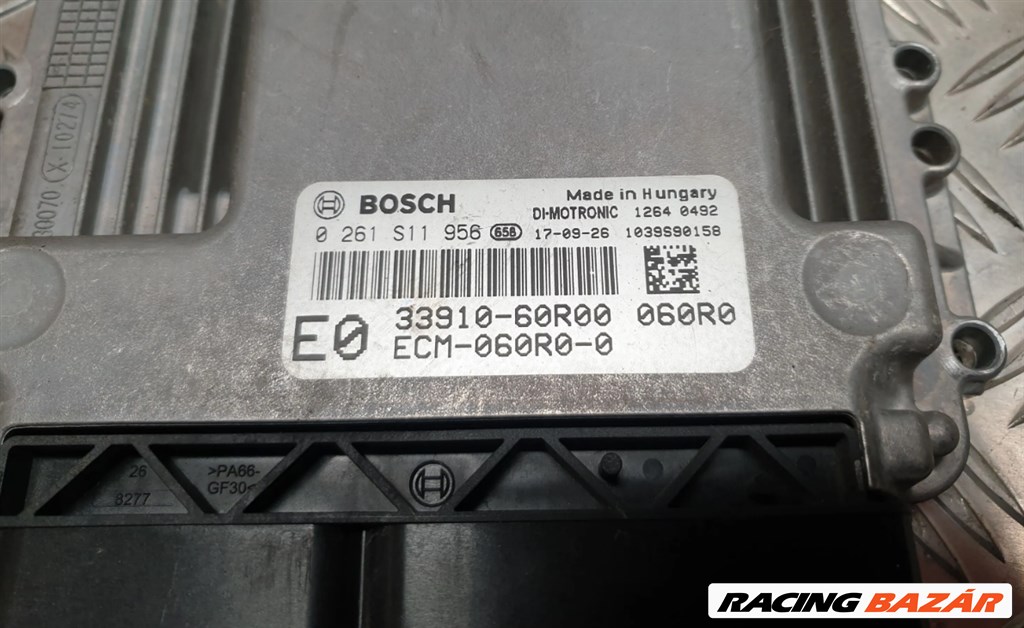 X-10274
BOSCH Made in Hungary
DI-MOTRONIC 1264 0492
0 261 S11 956 658 17-09-26 1039S90158
E0 33910-60R00 060R0
ECM-060R0-0
26 >PA66-
8277 GF30<
RACING BAZÁR